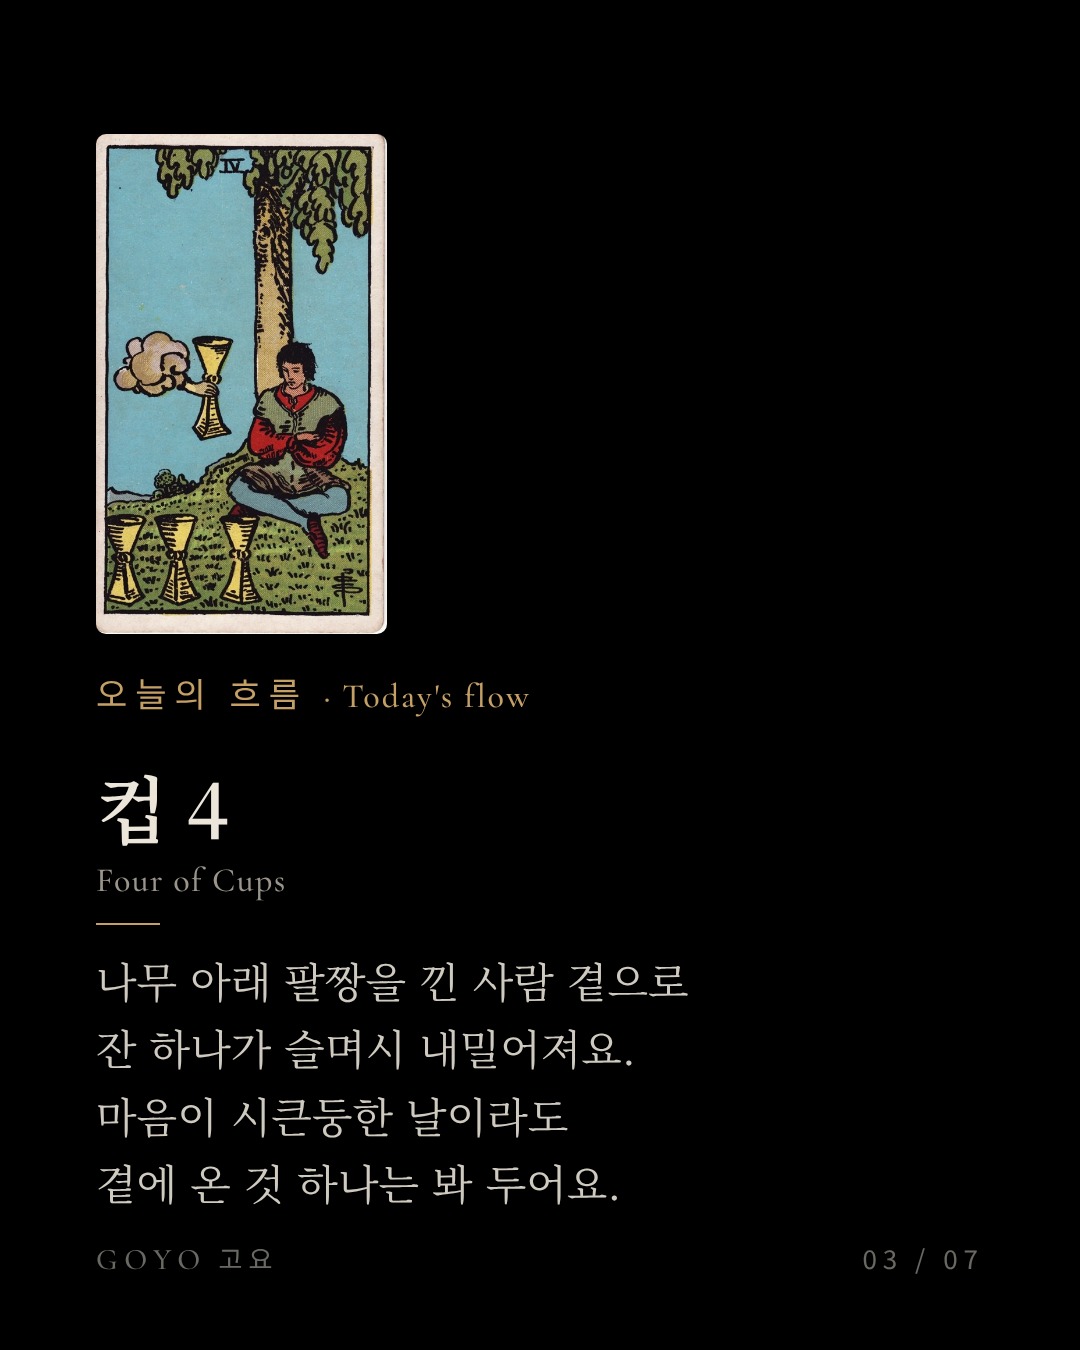 IV
오늘의 흐름 · Today's flow
컵 4
Four of Cups
나무 아래 팔짱을 낀 사람 곁으로
잔 하나가 슬며시 내밀어져요.
마음이 시큰둥한 날이라도
곁에 온 것 하나는 봐 두어요.
GOYO 고요
03 / 07